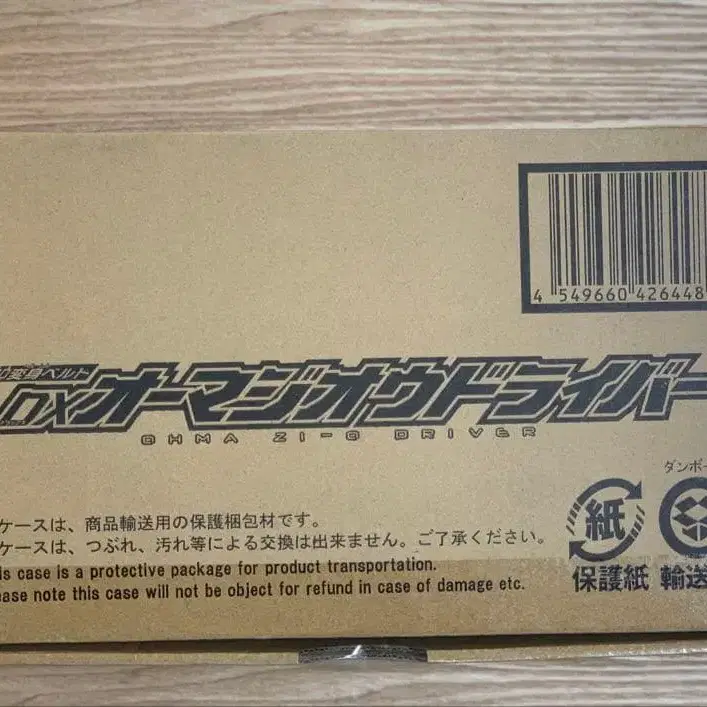 4 549660 426448
変身ベルト
DXオーマジオウドライバー
OHMA ZI-O DRIVER
ダンボー
ケースは、商品輸送用の保護梱包材です。
ケースは、つぶれ、汚れ等による交換は出来ません。ご了承ください。
is case is a protective package for product transportation.
ease note this case will not be object for refund in case of damage etc.
紙
保護紙 輸送